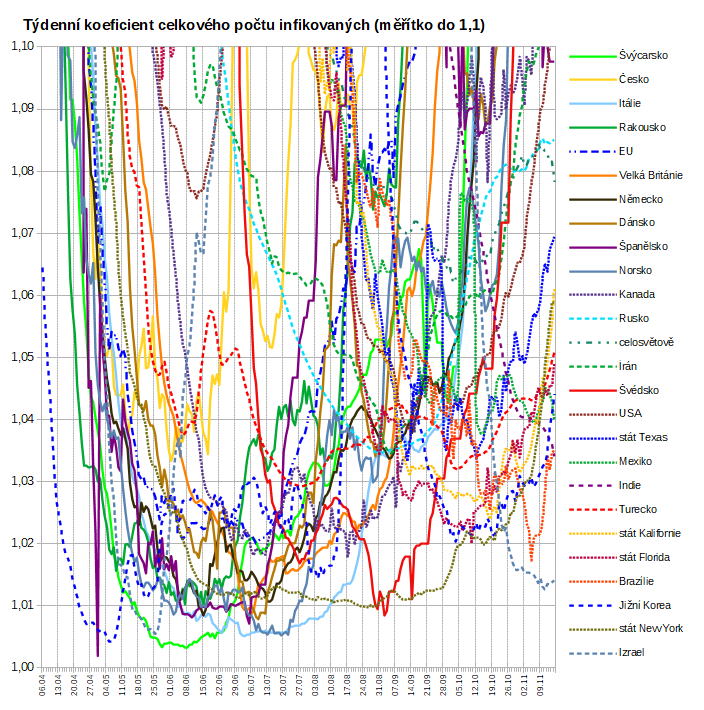 Týdenní koeficient celkového počtu infikovaných (měřítko do 1,1)
1,10
1,09
1,08
1,07
1,06
1,05
1,04
1,03
1,02
1,01
1,00
06.04
13.04
20.04
27.04
04.05
11.05
18.05
25.05
01.06
08.06
15.06
22.06
29.06
06.07
13.07
20.07
27.07
03.08
10.08
17.08
24.08
31.08
07.09
14.09
21.09
28.09
05.10
12.10
19.10
26.10
02.11
09.11
Švýcarsko
Česko
Itálie
Rakousko
EU
Velká Británie
Německo
Dánsko
Španělsko
Norsko
Kanada
Rusko
celosvětově
Írán
Švédsko
USA
stát Texas
Mexiko
Indie
Turecko
stát Kalifornie
stát Florida
Brazílie
Jižní Korea
stát NewYork
Izrael